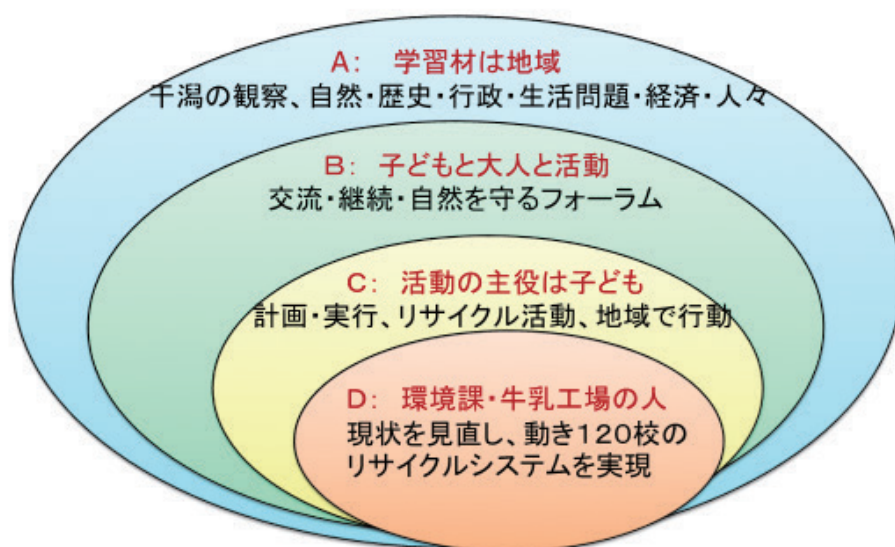 A： 学習材は地域
干潟の観察、自然・歴史・行政・生活問題・経済・人々
B： 子どもと大人と活動
交流・継続・自然を守るフォーラム
C： 活動の主役は子ども
計画・実行、リサイクル活動、地域で行動
D： 環境課・牛乳工場の人
現状を見直し、動き120校の
リサイクルシステムを実現